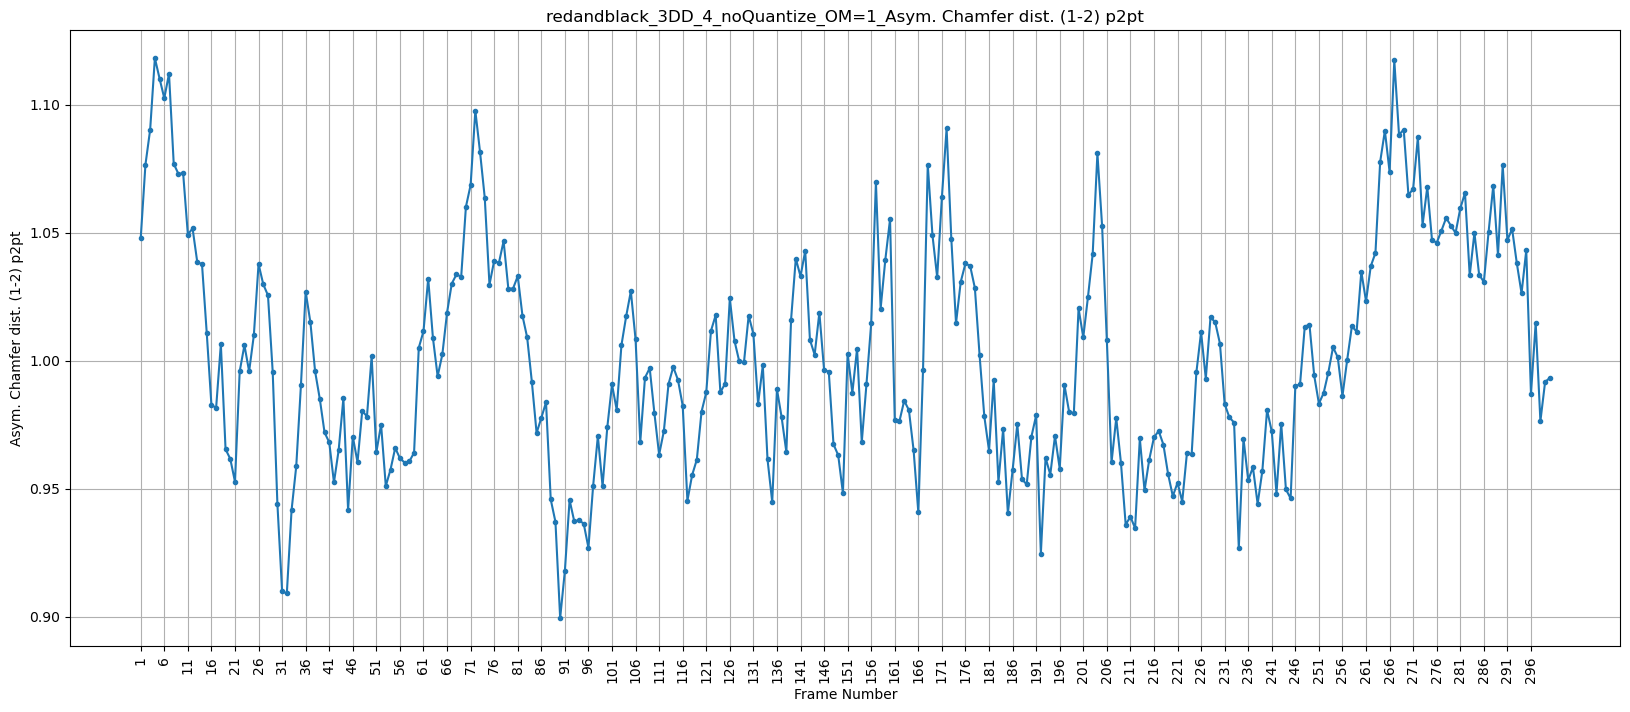 redandblack_3DD_4_noQuantize_OM=1_Asym. Chamfer dist. (1-2) p2pt
Asym. Chamfer dist. (1-2) p2pt
1.10
1.05
1.00
0.95
0.90
1 6 11 16 21 26 31 36 41 46 51 56 61 66 71 76 81 86 91 96 101 106 111 116 121 126 131 136 141 146 151 156 161 166 171 176 181 186 191 196 201 206 211 216 221 226 231 236 241 246 251 256 261 266 271 276 281 286 291 296
Frame Number